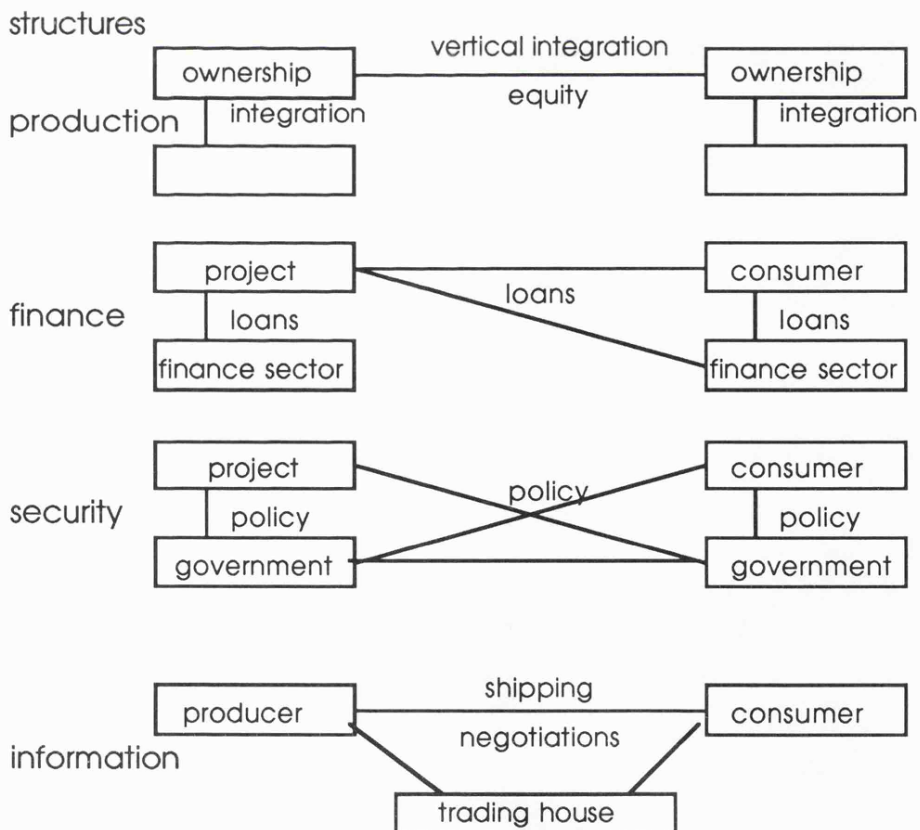 structures
vertical integration
ownership
ownership
equity
integration
integration
production
project
consumer
loans
finance
loans
loans
finance sector
finance sector
project
consumer
policy
security
policy
policy
government
government
shipping
producer
consumer
negotiations
information
trading house